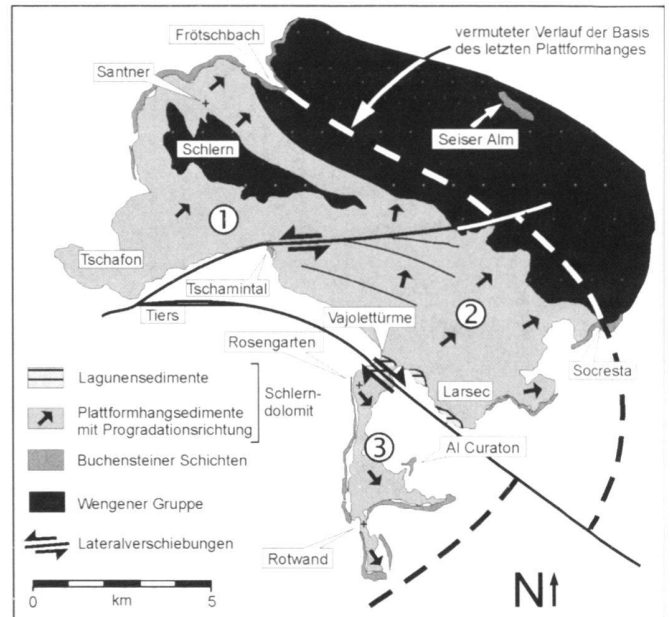 Frötschbach
vermuteter Verlauf der Basis
des letzten Plattformhanges
Santner
Seiser Alm
Schlern
1
Tschafon
Tschamintal
Tiers
Vajolettürme
2
Rosengarten
Socresta
Larsec
Lagunensedimente
Schlern-
dolomit
Plattformhangsedimente
mit Progradationsrichtung
3
Al Curaton
Buchensteiner Schichten
Wengener Gruppe
Lateralverschiebungen
Rotwand
0 5
km
N